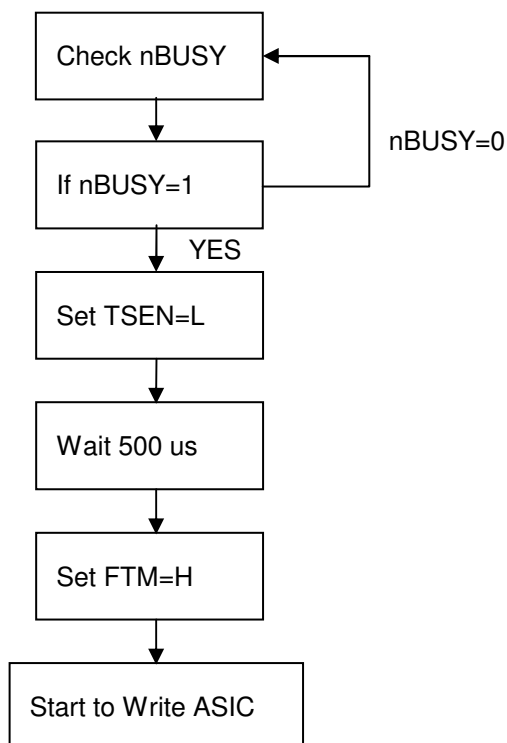 Check nBUSY
nBUSY=0
If nBUSY=1
YES
Set TSEN=L
Wait 500 us
Set FTM=H
Start to Write ASIC